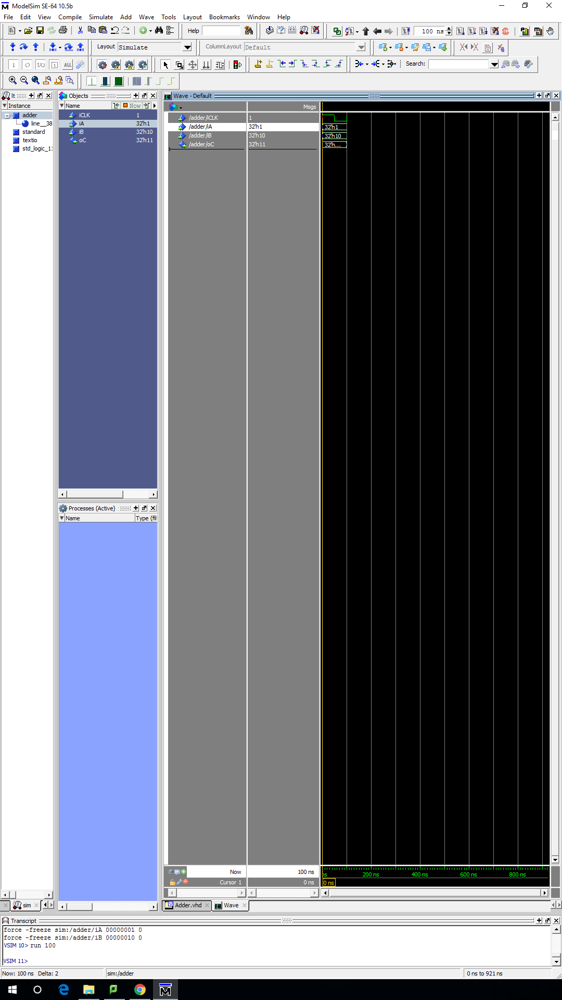 ModelSim SE-64 10.5b
File Edit View Compile Simulate Add Wave Tools Layout Bookmarks Window Help
Help
100 ns
Layout Simulate
ColumnLayout Default
Search:
It
Instance
adder
line__38
standard
textio
std_logic_11
Objects
Name
Now
iCLK 1
iA 32'h1
iB 32'h10
oC 32'h11
Processes (Active)
Name
Type (fil
Wave - Default
Msgs
/adder/iCLK 1
/adder/iA 32'h1
/adder/iB 32'h10
/adder/oC 32'h11
32'h1
32'h10
32'h...
Now 100 ns
Cursor 1 0 ns
ns 200 ns 400 ns 600 ns 800 ns
0 ns
sim
Adder.vhd
Wave
Transcript
force -freeze sim:/adder/iA 00000001 0
force -freeze sim:/adder/iB 00000010 0
VSIM 10> run 100
VSIM 11>
Now: 100 ns Delta: 2
sim:/adder
0 ns to 921 ns